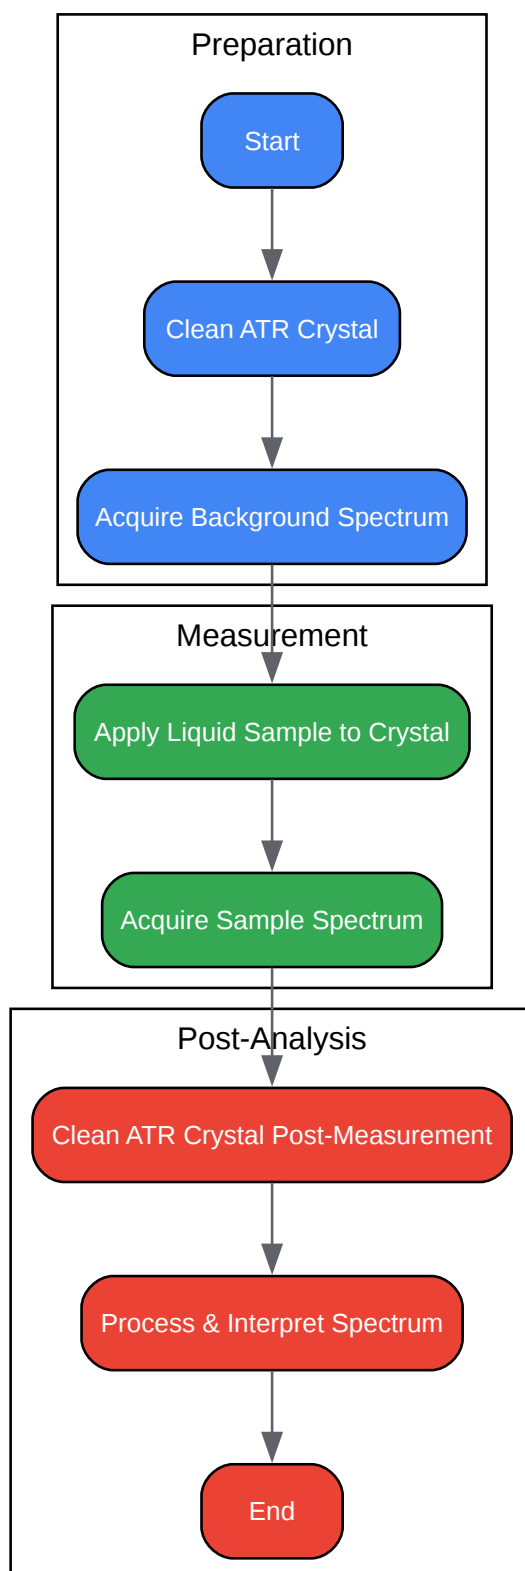 Preparation
Start
Clean ATR Crystal
Acquire Background Spectrum
Measurement
Apply Liquid Sample to Crystal
Acquire Sample Spectrum
Post-Analysis
Clean ATR Crystal Post-Measurement
Process & Interpret Spectrum
End